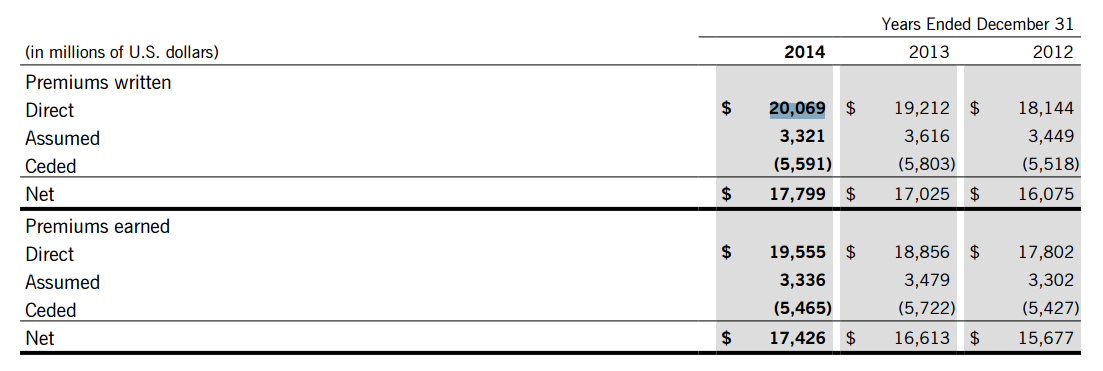 Years Ended December 31
(in millions of U.S. dollars) 2014 2013 2012
Premiums written
Direct $ 20,069 $ 19,212 $ 18,144
Assumed 3,321 3,616 3,449
Ceded (5,591) (5,803) (5,518)
Net $ 17,799 $ 17,025 $ 16,075
Premiums earned
Direct $ 19,555 $ 18,856 $ 17,802
Assumed 3,336 3,479 3,302
Ceded (5,465) (5,722) (5,427)
Net $ 17,426 $ 16,613 $ 15,677